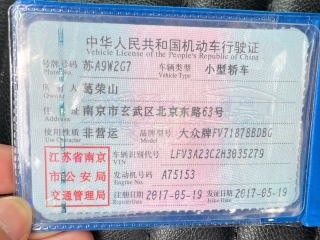 中华人民共和国机动车行驶证
Vehicle License of the People's Republic of China
号牌号码 苏A9W2G7 车辆类型 小型轿车
Plate No. Vehicle Type
所有人 葛荣山
Owner
住址 南京市玄武区北京东路63号
Address
使用性质 非营运 品牌型号 大众牌FV7187BBDBG
Use Character Model
江苏省南京市公安局交通管理局
车辆识别代号 LFV3A23C2H3035279
VIN
发动机号码 A75153
Engine No.
注册日期 2017-05-19 发证日期 2017-05-19
Register Date Issue Date